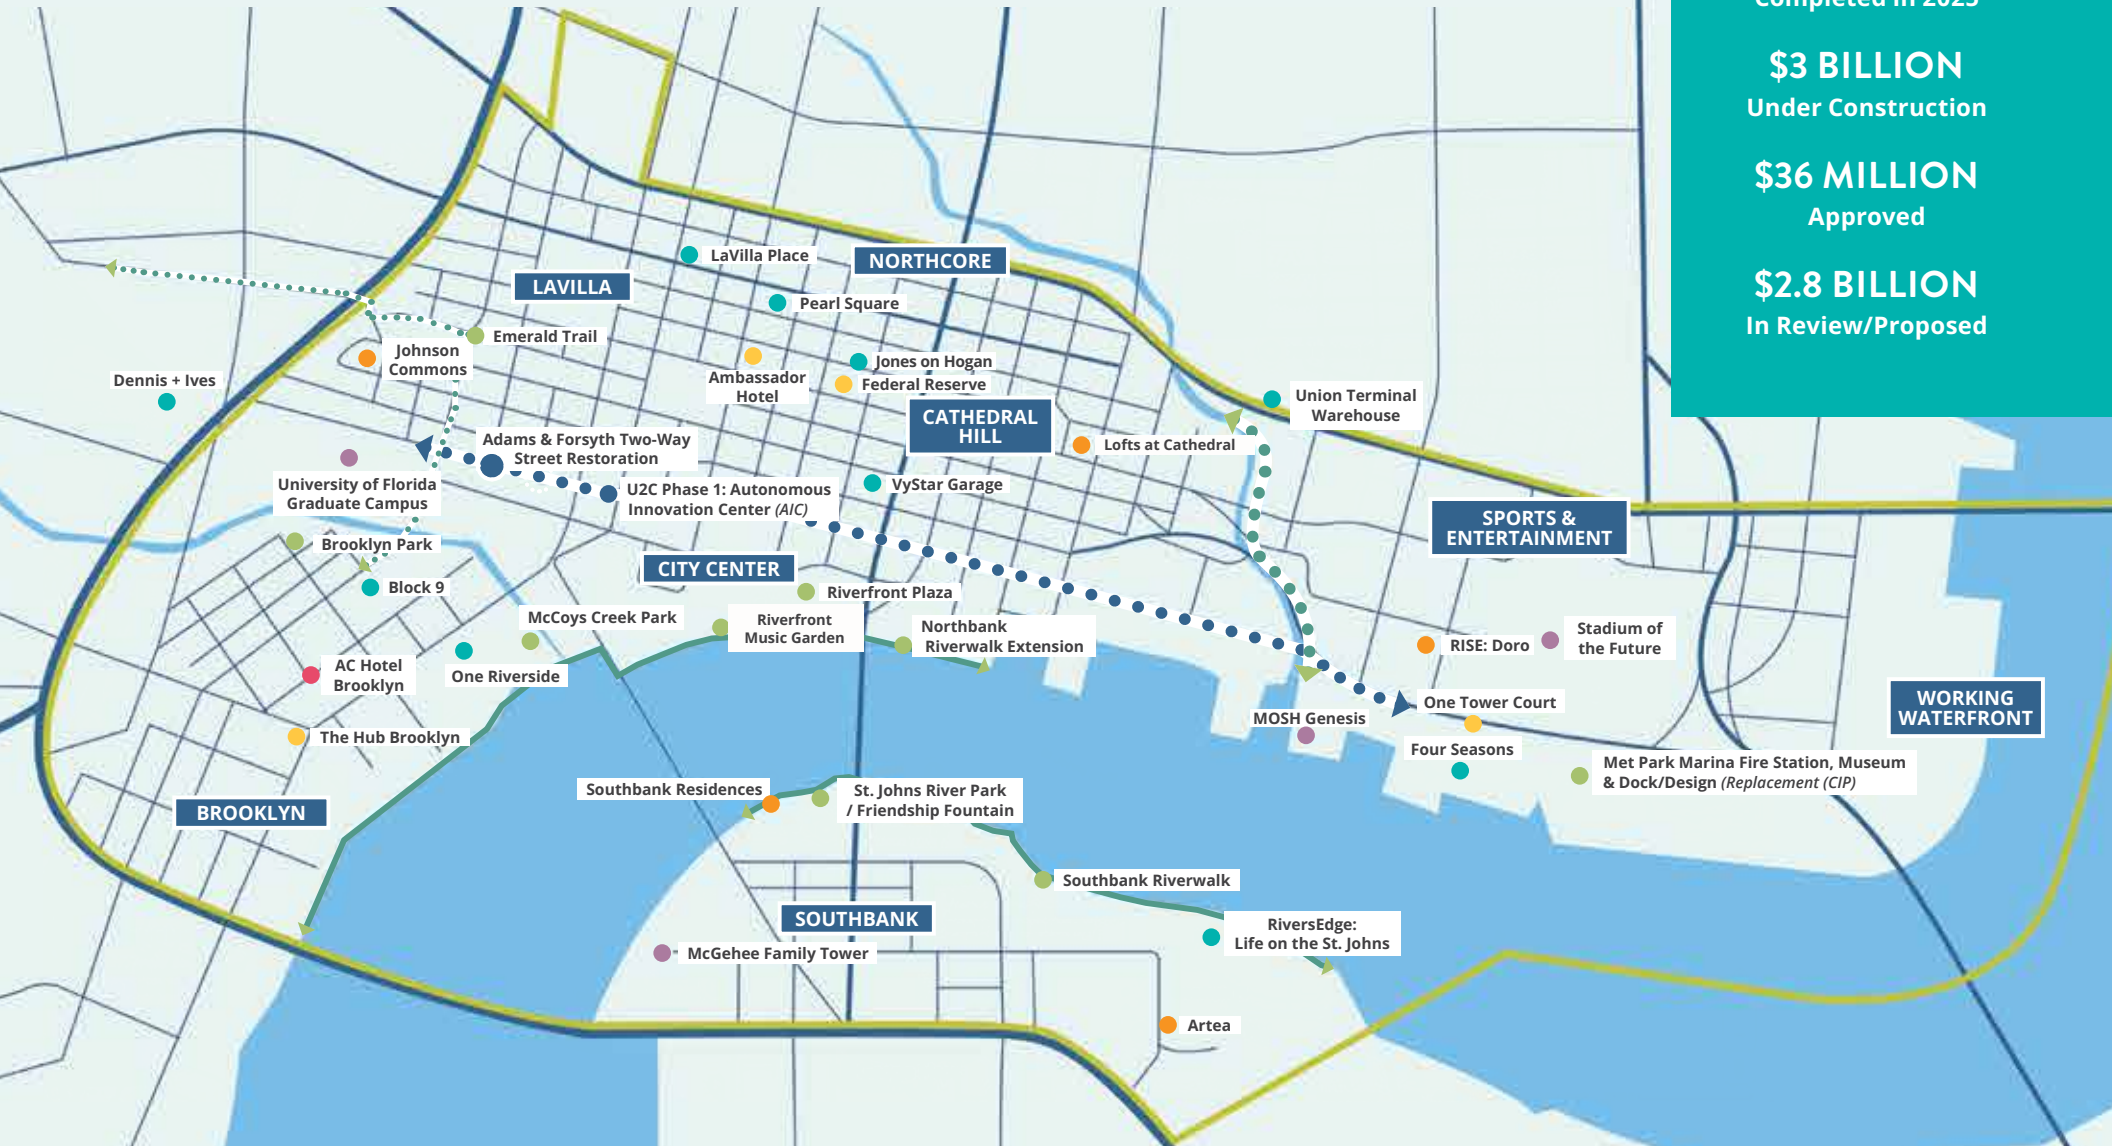 Completed in 2023
$3 BILLION
Under Construction
$36 MILLION
Approved
$2.8 BILLION
In Review/Proposed
LaVilla Place
NORTHCORE
LAVILLA
Pearl Square
Emerald Trail
Johnson
Commons
Jones on Hogan
Ambassador
Hotel
Federal Reserve
Dennis + Ives
Union Terminal
Warehouse
CATHEDRAL
HILL
Lofts at Cathedral
Adams & Forsyth Two-Way
Street Restoration
University of Florida
Graduate Campus
U2C Phase 1: Autonomous
Innovation Center (AIC)
VyStar Garage
SPORTS &
ENTERTAINMENT
Brooklyn Park
CITY CENTER
Block 9
Riverfront Plaza
McCoys Creek Park
Riverfront
Music Garden
Northbank
Riverwalk Extension
RISE: Doro
Stadium of
the Future
AC Hotel
Brooklyn
One Riverside
One Tower Court
WORKING
WATERFRONT
MOSH Genesis
The Hub Brooklyn
Four Seasons
Met Park Marina Fire Station, Museum
& Dock/Design (Replacement (CIP)
Southbank Residences
St. Johns River Park
/ Friendship Fountain
BROOKLYN
Southbank Riverwalk
SOUTHBANK
RiversEdge:
Life on the St. Johns
McGehee Family Tower
Artea